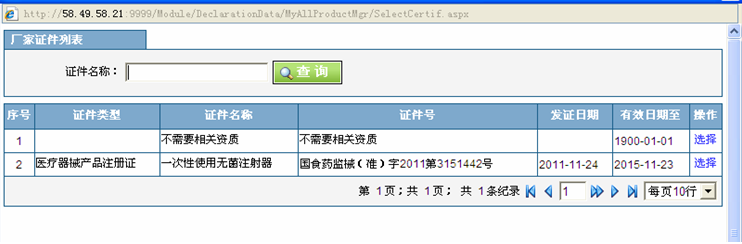 http://58.49.58.21:9999/Module/DeclarationData/MyAllProductMgr/SelectCertif.aspx
厂家证件列表
证件名称： 查 询
序号 证件类型 证件名称 证件号 发证日期 有效日期至 操作
1 不需要相关资质 不需要相关资质 1900-01-01 选择
2 医疗器械产品注册证 一次性使用无菌注射器 国食药监械（准）字2011第3151442号 2011-11-24 2015-11-23 选择
第 1页；共 1页； 共 1条纪录 1 每页10行